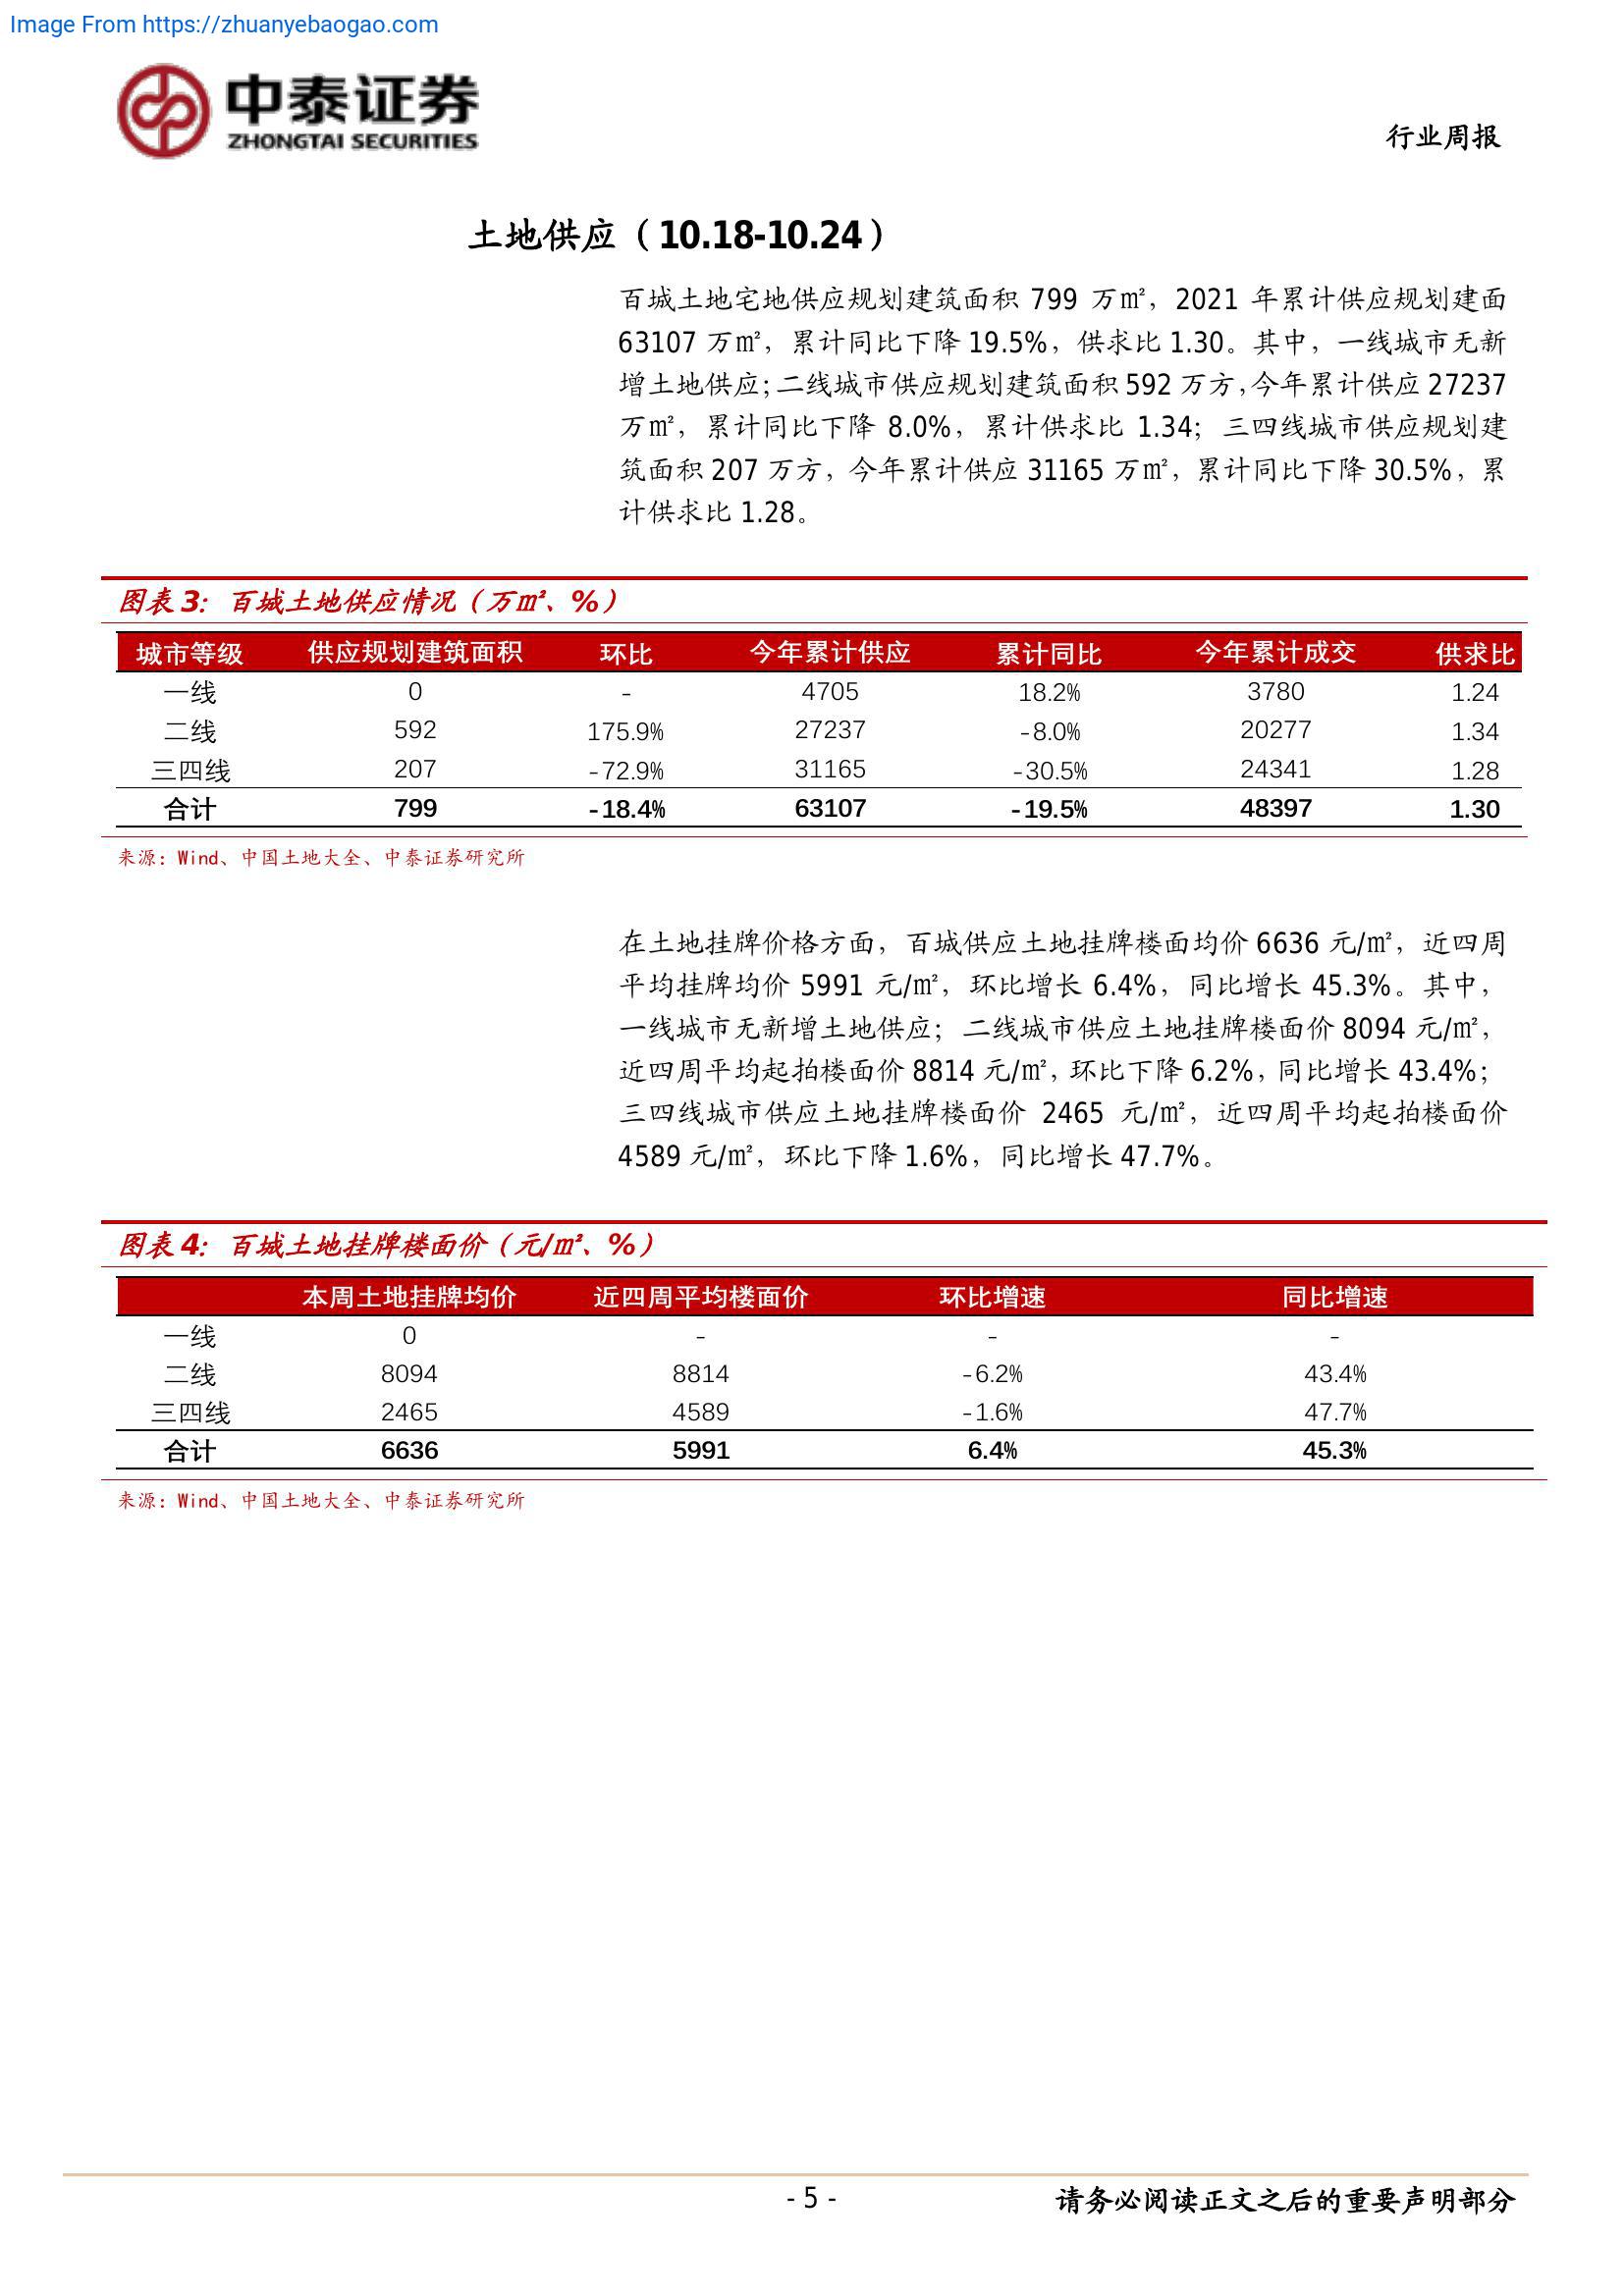 Image From https://zhuanyebaogao.com
中泰证券
ZHONGTAI SECURITIES
行业周报
土地供应（10.18-10.24）
百城土地宅地供应规划建筑面积 799 万㎡，2021 年累计供应规划建面
63107 万㎡，累计同比下降 19.5%，供求比 1.30。其中，一线城市无新
增土地供应；二线城市供应规划建筑面积 592 万方，今年累计供应 27237
万㎡，累计同比下降 8.0%，累计供求比 1.34；三四线城市供应规划建
筑面积 207 万方，今年累计供应 31165 万㎡，累计同比下降 30.5%，累
计供求比 1.28。
图表 3：百城土地供应情况（万㎡、%）
城市等级 供应规划建筑面积 环比 今年累计供应 累计同比 今年累计成交 供求比
一线 0 - 4705 18.2% 3780 1.24
二线 592 175.9% 27237 -8.0% 20277 1.34
三四线 207 -72.9% 31165 -30.5% 24341 1.28
合计 799 -18.4% 63107 -19.5% 48397 1.30
来源：Wind、中国土地大全、中泰证券研究所
在土地挂牌价格方面，百城供应土地挂牌楼面均价 6636 元/㎡，近四周
平均挂牌均价 5991 元/㎡，环比增长 6.4%，同比增长 45.3%。其中，
一线城市无新增土地供应；二线城市供应土地挂牌楼面价 8094 元/㎡，
近四周平均起拍楼面价 8814 元/㎡，环比下降 6.2%，同比增长 43.4%；
三四线城市供应土地挂牌楼面价 2465 元/㎡，近四周平均起拍楼面价
4589 元/㎡，环比下降 1.6%，同比增长 47.7%。
图表 4：百城土地挂牌楼面价（元/㎡、%）
本周土地挂牌均价 近四周平均楼面价 环比增速 同比增速
一线 0 - - -
二线 8094 8814 -6.2% 43.4%
三四线 2465 4589 -1.6% 47.7%
合计 6636 5991 6.4% 45.3%
来源：Wind、中国土地大全、中泰证券研究所
- 5 -
请务必阅读正文之后的重要声明部分